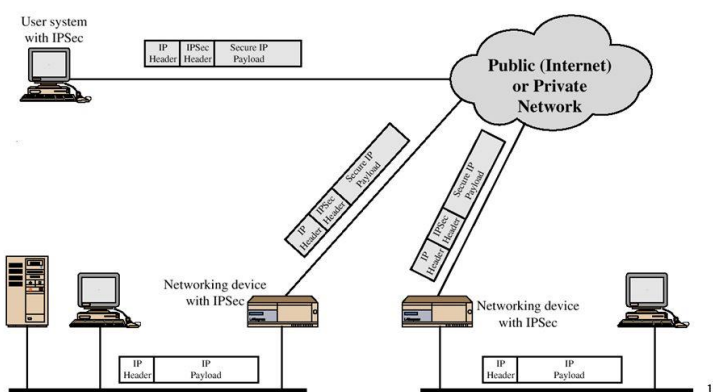 User system
with IPSec
IP
Header
IPSec
Header
Secure IP
Payload
Public (Internet)
or Private
Network
IP
Header
IPSec
Header
Secure IP
Payload
IP
Header
IPSec
Header
Secure IP
Payload
Networking device
with IPSec
Networking device
with IPSec
IP
Header
IP
Payload
IP
Header
IP
Payload
1